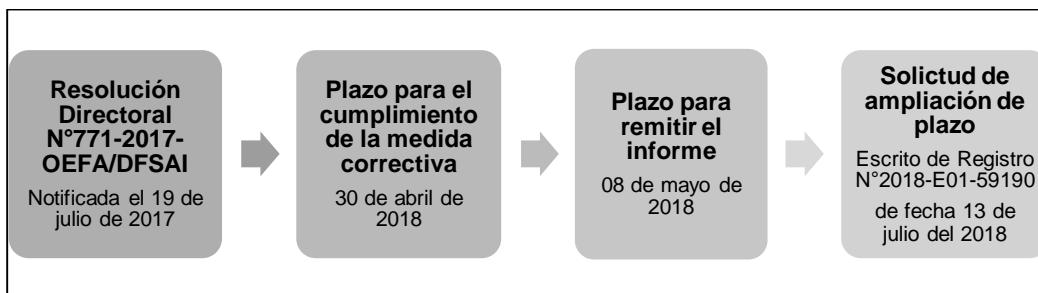 Resolución
Directoral
N°771-2017-
OEFA/DFSAI
Notificada el 19 de
julio de 2017
Plazo para el
cumplimiento
de la medida
correctiva
30 de abril de
2018
Plazo para
remitir el
informe
08 de mayo de
2018
Solictud de
ampliación de
plazo
Escrito de Registro
N°2018-E01-59190
de fecha 13 de
julio del 2018